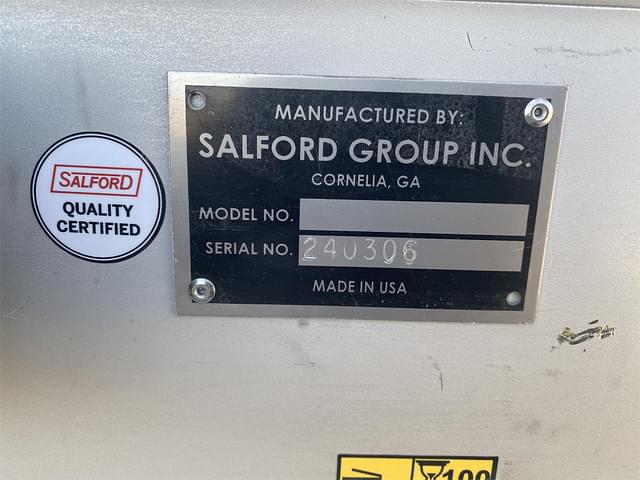 MANUFACTURED BY:
SALFORD GROUP INC.
CORNELIA, GA
MODEL NO.
SERIAL NO. 240306
MADE IN USA
SALFORD
QUALITY
CERTIFIED
100